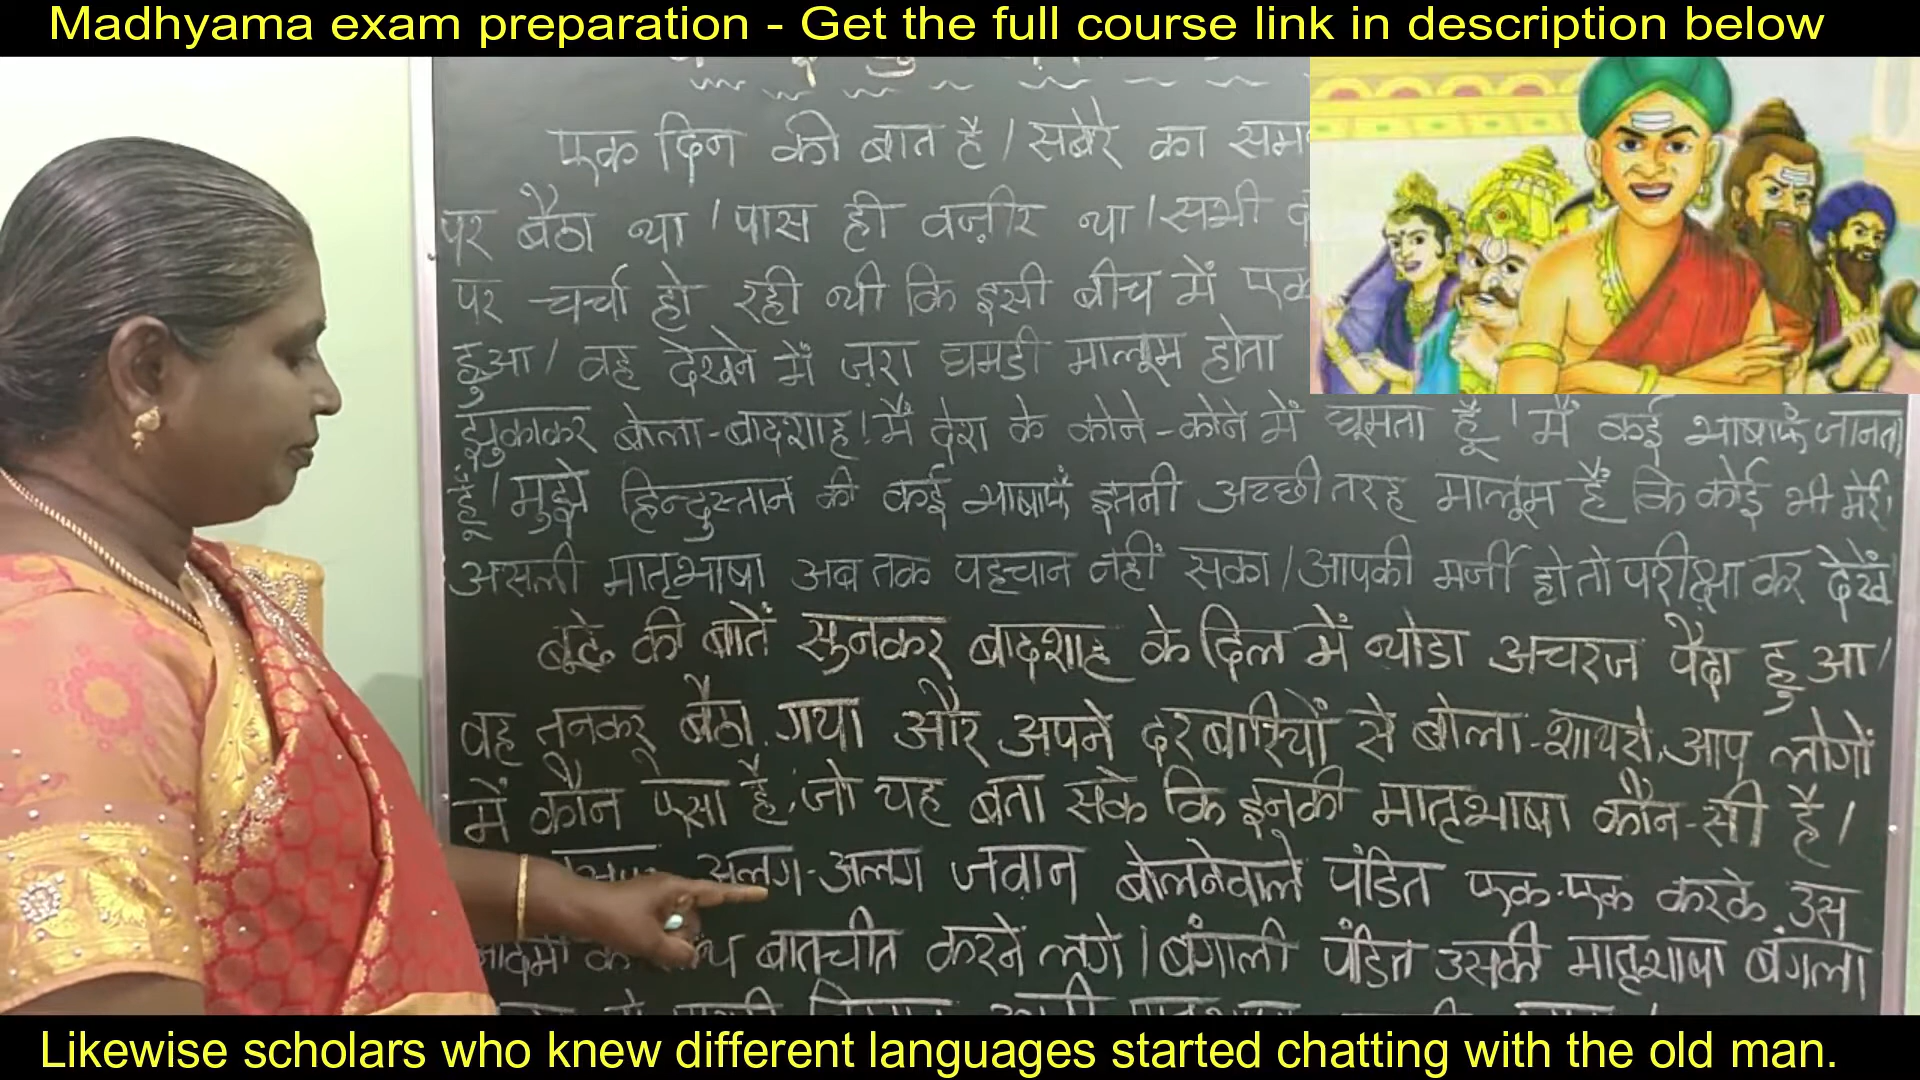 Madhyama exam preparation - Get the full course link in description below
एक दिन की बात है। सबेरे का
पर बैठा था। पास ही वज़ीर था। सभी
पर चर्चा हो रही थी कि इसी बीच में एक
हुआ। वह देखने में ज़रा घमडी मालूम होता
झुकाकर बोला-बादशाह! मैं देश के कोने-कोने में घूमता हूँ। मैं कई भाषाएँ जानता
हूँ। मुझे हिन्दुस्तान की कई भाषाएँ इतनी अच्छी तरह मालूम हैं कि कोई भी मेरी
असली मातृभाषा अब तक पहचान नहीं सका। आपकी मर्जी हो तो परीक्षा कर देखें
बूढे की बातें सुनकर बादशाह के दिल में थोडा अचरज पैदा हुआ।
वह तनकर बैठा गया और अपने दरबारियों से बोला-शायरो, आप लोगों
में कौन ऐसा है, जो यह बता सके कि इनकी मातृभाषा कौन-सी है।
अलग-अलग जवान बोलनेवाले पंडित एक-एक करके उस
बातचीत करने लगे। बंगाली पंडित उसकी मातृभाषा बंगला
Likewise scholars who knew different languages started chatting with the old man.